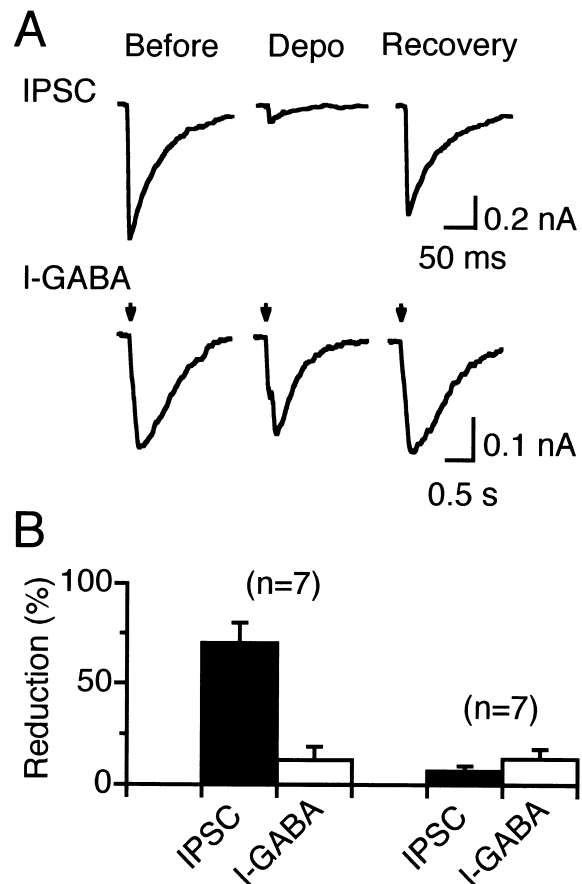 A
Before Depo Recovery
IPSC
0.2 nA
50 ms
I-GABA
0.1 nA
0.5 s
B
Reduction (%)
100
50
0
(n=7)
(n=7)
IPSC
I-GABA
IPSC
I-GABA